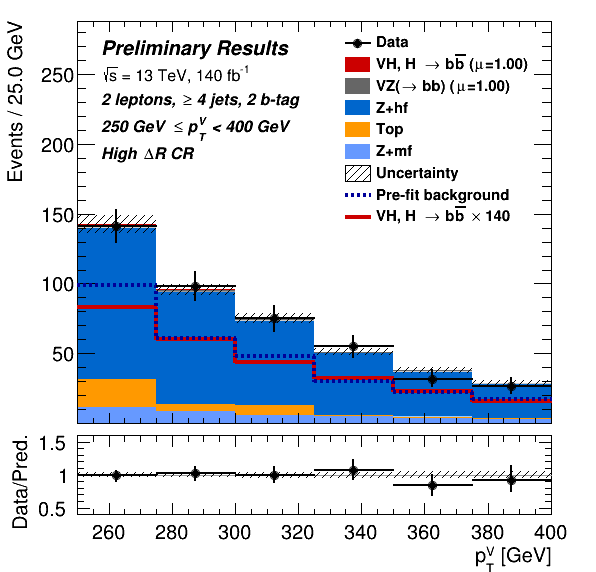 Events / 25.0 GeV
Preliminary Results
√s = 13 TeV, 140 fb⁻¹
2 leptons, ≥ 4 jets, 2 b-tag
250 GeV ≤ p_T^V < 400 GeV
High ΔR CR
Data
VH, H → bb̅ (μ=1.00)
VZ(→ bb) (μ=1.00)
Z+hf
Top
Z+mf
Uncertainty
Pre-fit background
VH, H → bb̅ × 140
250
200
150
100
50
Data/Pred.
1.5
1
0.5
260 280 300 320 340 360 380 400
p_T^V [GeV]